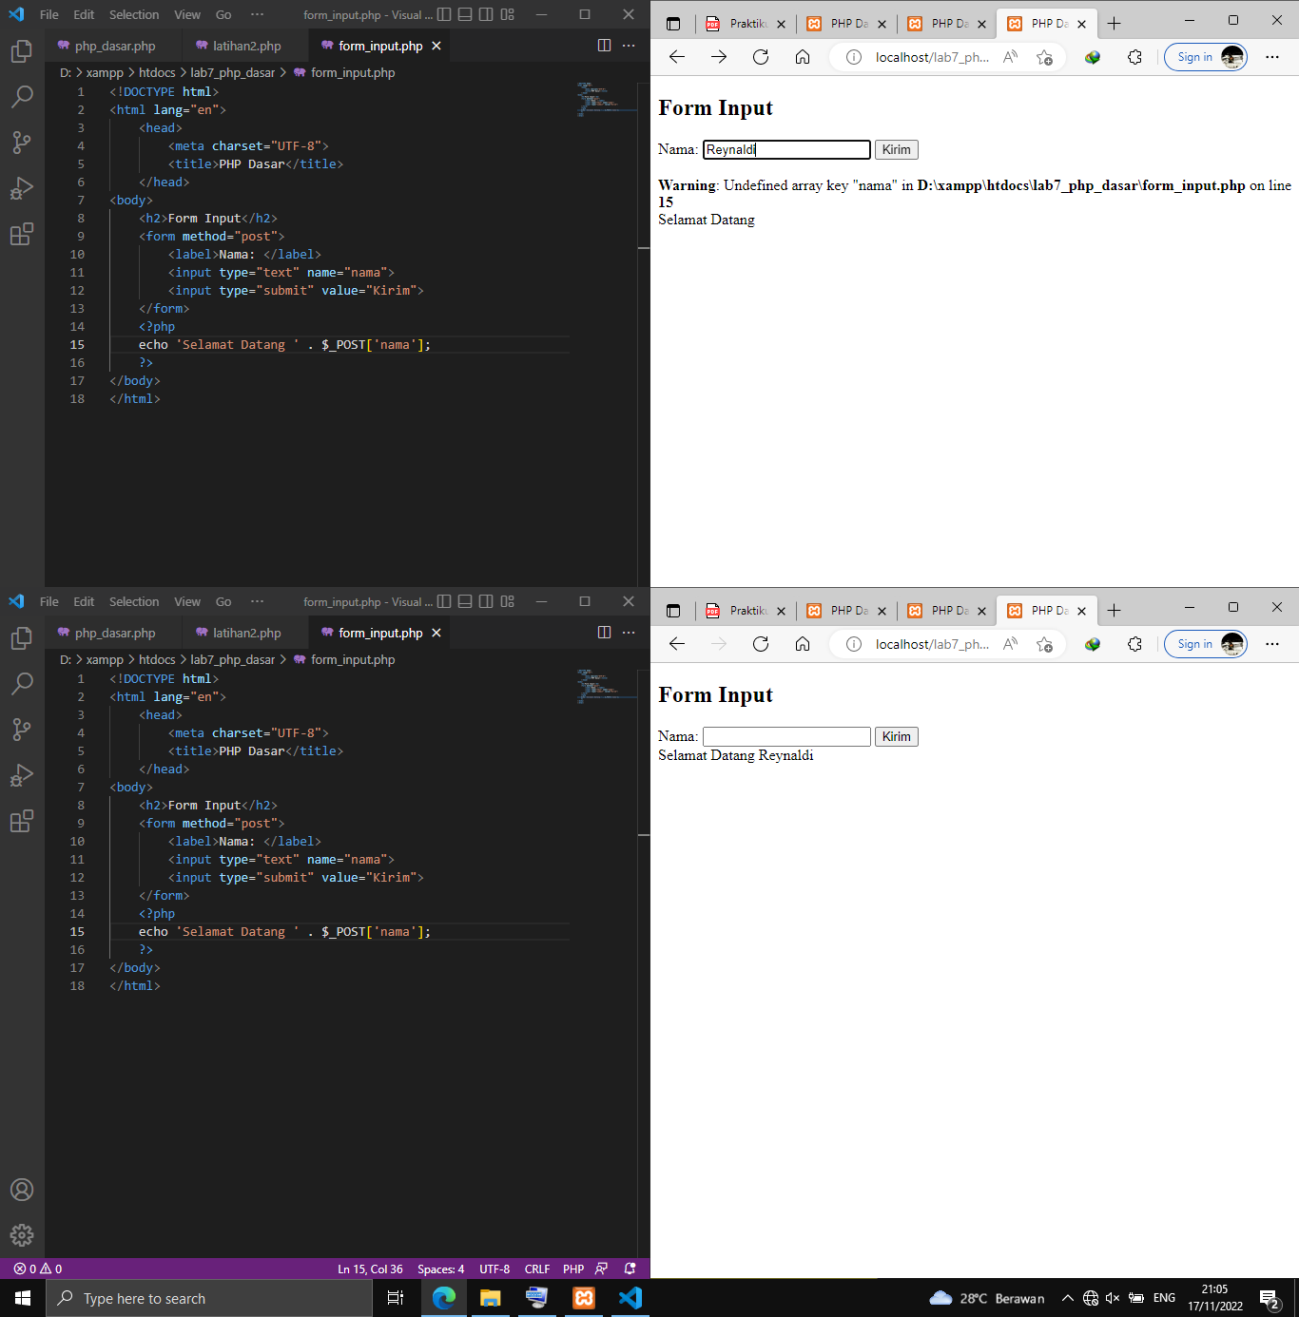 File Edit Selection View Go ··· form_input.php - Visual ...
php_dasar.php latihan2.php form_input.php
D: > xampp > htdocs > lab7_php_dasar > form_input.php
1 <!DOCTYPE html>
2 <html lang="en">
3 <head>
4 <meta charset="UTF-8">
5 <title>PHP Dasar</title>
6 </head>
7 <body>
8 <h2>Form Input</h2>
9 <form method="post">
10 <label>Nama: </label>
11 <input type="text" name="nama">
12 <input type="submit" value="Kirim">
13 </form>
14 <?php
15 echo 'Selamat Datang ' . $_POST['nama'];
16 ?>
17 </body>
18 </html>
Praktiku PHP Da PHP Da PHP Da
localhost/lab7_ph... Sign in
Form Input
Nama: Reynaldi Kirim
Warning: Undefined array key "nama" in D:\xampp\htdocs\lab7_php_dasar\form_input.php on line
15
Selamat Datang
File Edit Selection View Go ··· form_input.php - Visual ...
php_dasar.php latihan2.php form_input.php
D: > xampp > htdocs > lab7_php_dasar > form_input.php
1 <!DOCTYPE html>
2 <html lang="en">
3 <head>
4 <meta charset="UTF-8">
5 <title>PHP Dasar</title>
6 </head>
7 <body>
8 <h2>Form Input</h2>
9 <form method="post">
10 <label>Nama: </label>
11 <input type="text" name="nama">
12 <input type="submit" value="Kirim">
13 </form>
14 <?php
15 echo 'Selamat Datang ' . $_POST['nama'];
16 ?>
17 </body>
18 </html>
0 0 Ln 15, Col 36 Spaces: 4 UTF-8 CRLF PHP
Praktiku PHP Da PHP Da PHP Da
localhost/lab7_ph... Sign in
Form Input
Nama: Kirim
Selamat Datang Reynaldi
Type here to search
28°C Berawan ENG
21:05
17/11/2022
2